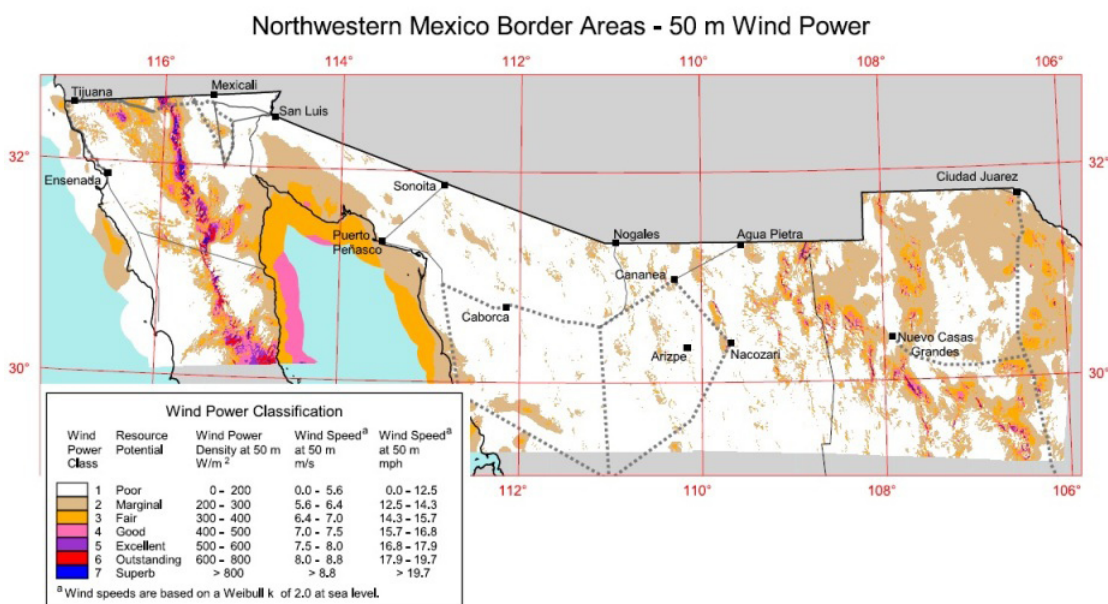 Northwestern Mexico Border Areas - 50 m Wind Power
116° 114° 112° 110° 108° 106°
Tijuana
Mexicali
San Luis
32° 32°
Ensenada
Sonoita
Ciudad Juarez
Puerto
Peñasco
Nogales
Agua Pietra
Cananea
Caborca
Arizpe
Nacozari
Nuevo Casas
Grandes
30° 30°
112° 110° 108° 106°
Wind Power Classification
Wind Resource Wind Power Wind Speed a Wind Speed a
Power Potential Density at 50 m at 50 m at 50 m
Class W/m 2 m/s mph
1 Poor 0 - 200 0.0 - 5.6 0.0 - 12.5
2 Marginal 200 - 300 5.6 - 6.4 12.5 - 14.3
3 Fair 300 - 400 6.4 - 7.0 14.3 - 15.7
4 Good 400 - 500 7.0 - 7.5 15.7 - 16.8
5 Excellent 500 - 600 7.5 - 8.0 16.8 - 17.9
6 Outstanding 600 - 800 8.0 - 8.8 17.9 - 19.7
7 Superb > 800 > 8.8 > 19.7
a Wind speeds are based on a Weibull k of 2.0 at sea level.